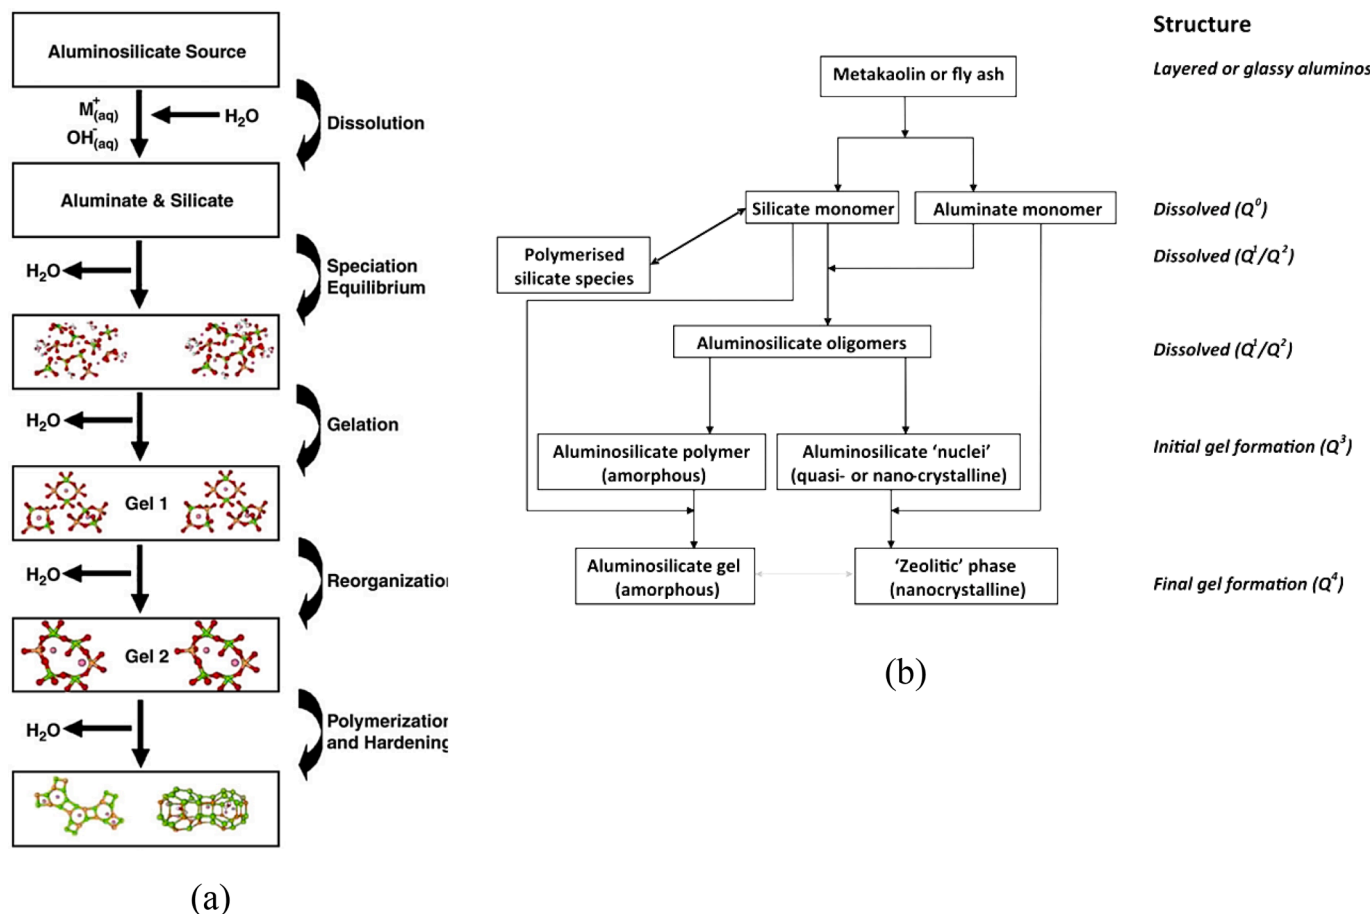 Aluminosilicate Source
M+(aq)
OH-(aq)
H2O
Dissolution
Aluminate & Silicate
H2O
Speciation
Equilibrium
H2O
Gelation
Gel 1
H2O
Reorganization
Gel 2
H2O
Polymerization
and Hardening
(a)
Structure
Metakaolin or fly ash
Layered or glassy aluminos
Silicate monomer
Aluminate monomer
Dissolved (Q0)
Polymerised
silicate species
Dissolved (Q1/Q2)
Aluminosilicate oligomers
Dissolved (Q1/Q2)
Aluminosilicate polymer
(amorphous)
Aluminosilicate ‘nuclei’
(quasi- or nano-crystalline)
Initial gel formation (Q3)
Aluminosilicate gel
(amorphous)
‘Zeolitic’ phase
(nanocrystalline)
Final gel formation (Q4)
(b)